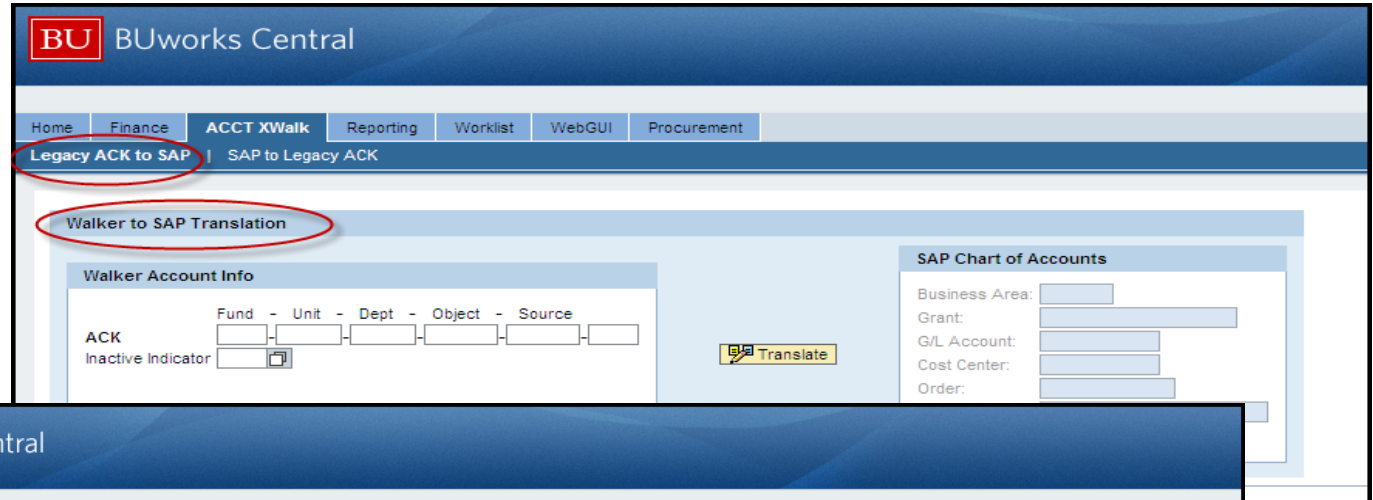 BU BUworks Central
Home Finance ACCT XWalk Reporting Worklist WebGUI Procurement
Legacy ACK to SAP | SAP to Legacy ACK
Walker to SAP Translation
Walker Account Info
Fund - Unit - Dept - Object - Source
ACK - - - - -
Inactive Indicator
Translate
SAP Chart of Accounts
Business Area:
Grant:
G/L Account:
Cost Center:
Order:
ntral